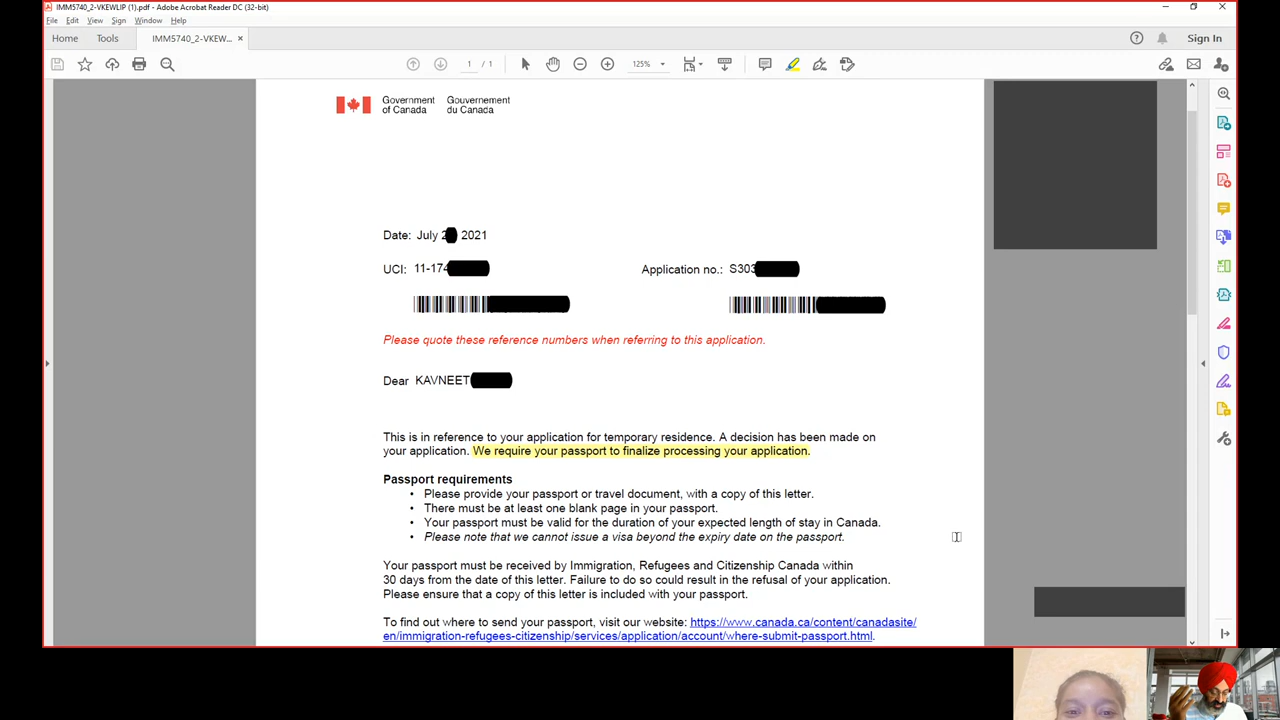 IMM5740_2-VKEWLIP (1).pdf - Adobe Acrobat Reader DC (32-bit)
File Edit View Sign Window Help
Home Tools IMM5740_2-VKEW... × Sign In
1 / 1 125%
Government of Canada Gouvernement du Canada
Date: July 2 2021
UCI: 11-174 Application no.: S303
Please quote these reference numbers when referring to this application.
Dear KAVNEET
This is in reference to your application for temporary residence. A decision has been made on
your application. We require your passport to finalize processing your application.
Passport requirements
• Please provide your passport or travel document, with a copy of this letter.
• There must be at least one blank page in your passport.
• Your passport must be valid for the duration of your expected length of stay in Canada.
• Please note that we cannot issue a visa beyond the expiry date on the passport.
Your passport must be received by Immigration, Refugees and Citizenship Canada within
30 days from the date of this letter. Failure to do so could result in the refusal of your application.
Please ensure that a copy of this letter is included with your passport.
To find out where to send your passport, visit our website: https://www.canada.ca/content/canadasite/
en/immigration-refugees-citizenship/services/application/account/where-submit-passport.html.